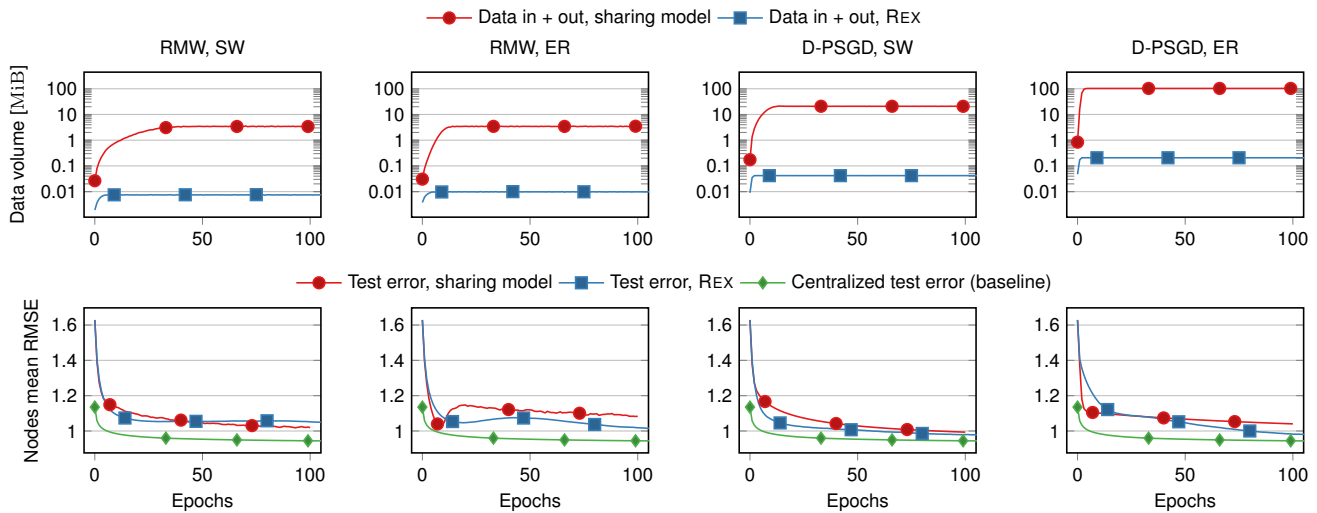 Data in + out, sharing model Data in + out, REX
RMW, SW
RMW, ER
D-PSGD, SW
D-PSGD, ER
Data volume [MiB]
100
10
1
0.1
0.01
0 50 100
100
10
1
0.1
0.01
0 50 100
100
10
1
0.1
0.01
0 50 100
100
10
1
0.1
0.01
0 50 100
Test error, sharing model Test error, REX Centralized test error (baseline)
Nodes mean RMSE
1.6
1.4
1.2
1
0 50 100
Epochs
1.6
1.4
1.2
1
0 50 100
Epochs
1.6
1.4
1.2
1
0 50 100
Epochs
1.6
1.4
1.2
1
0 50 100
Epochs